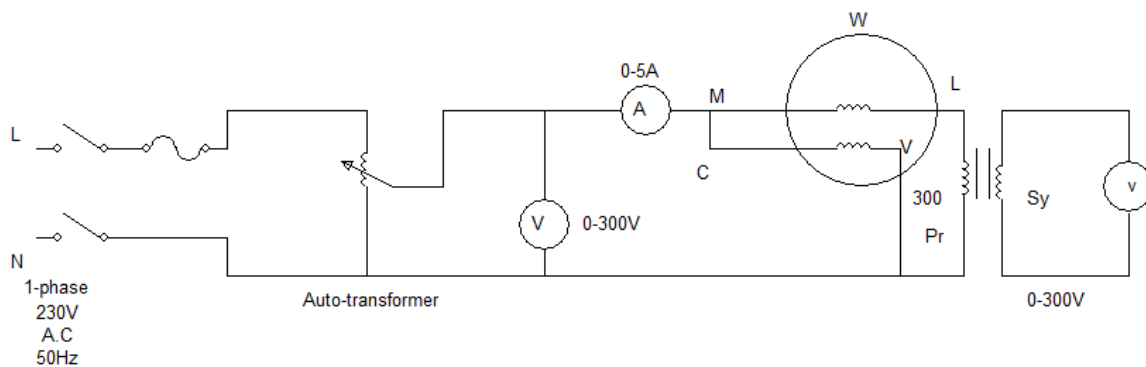 W
0-5A
L
M
A
L
V
C
300
Sy
v
V
0-300V
Pr
N
1-phase
230V
A.C
50Hz
Auto-transformer
0-300V